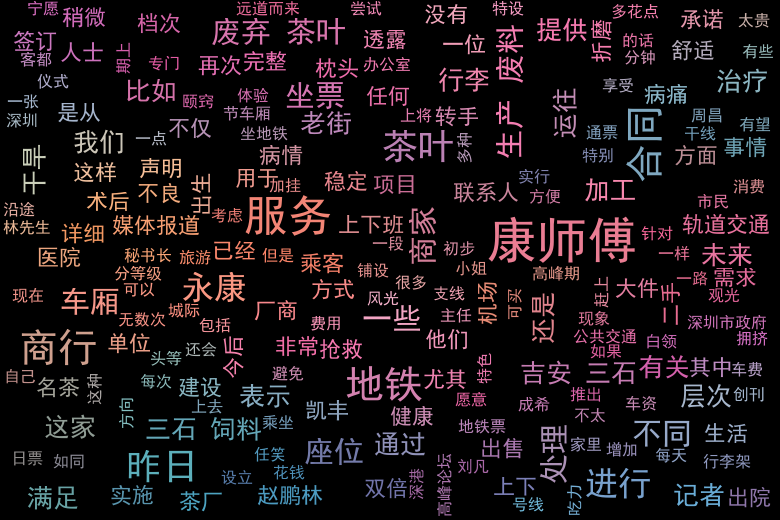 宁愿 稍微 档次 远道而来 尝试 没有 特设 多花点 承诺 太贵
签订 人士 期上 废弃 茶叶 透露 一位 提供 折磨 的话 舒适 有些
客都 专门 再次 完整 枕头 办公室 废料 分钟
仪式 比如 颐窍 体验 坐票 任何 行李 享受 病痛 治疗
一张 是从 节车厢 老街 上将 转手 运往 周昌 有望
深圳 我们 一点 不仅 坐地铁 茶叶 多种 生产 通票 干线 合同 事情
干旱 这样 声明 病情 特别 方面
术后 不良 出生 用于 加挂 稳定 项目 联系人 实行 方便 加工 消费
沿途 考虑 服务 市民
林先生 详细 媒体报道 上下班 商家 康师傅 针对 轨道交通
医院 秘书长 旅游 已经 但是 一段 初步 一样 未来
分等级 乘客 铺设 很多 小姐 高峰期 一路 需求
现在 车厢 可以 永康 方式 风光 支线 机场 可买 赶上 大件 二手 观光
无数次 城际 厂商 费用 一些 主任 还是 现象 深圳市政府
商行 单位 包括 今后 非常 抢救 他们 公共交通 白领 拥挤
头等 还会 特色 如果
自己 名茶 这种 每次 建设 避免 地铁 尤其 吉安 三石 有关 其中 车费
表示 愿意 推出 层次 创刊
方向 上去 凯丰 健康 成希 车资
这家 三石 饲料 乘坐 地铁票 不太 不同 生活
日票 如同 昨日 任笑 座位 通过 出售 处理 家里 增加 每天 行李架
设立 花钱 深港 刘凡
满足 实施 茶厂 赵鹏林 双倍 高峰论坛 上下 号线 吃力 进行 记者 出院